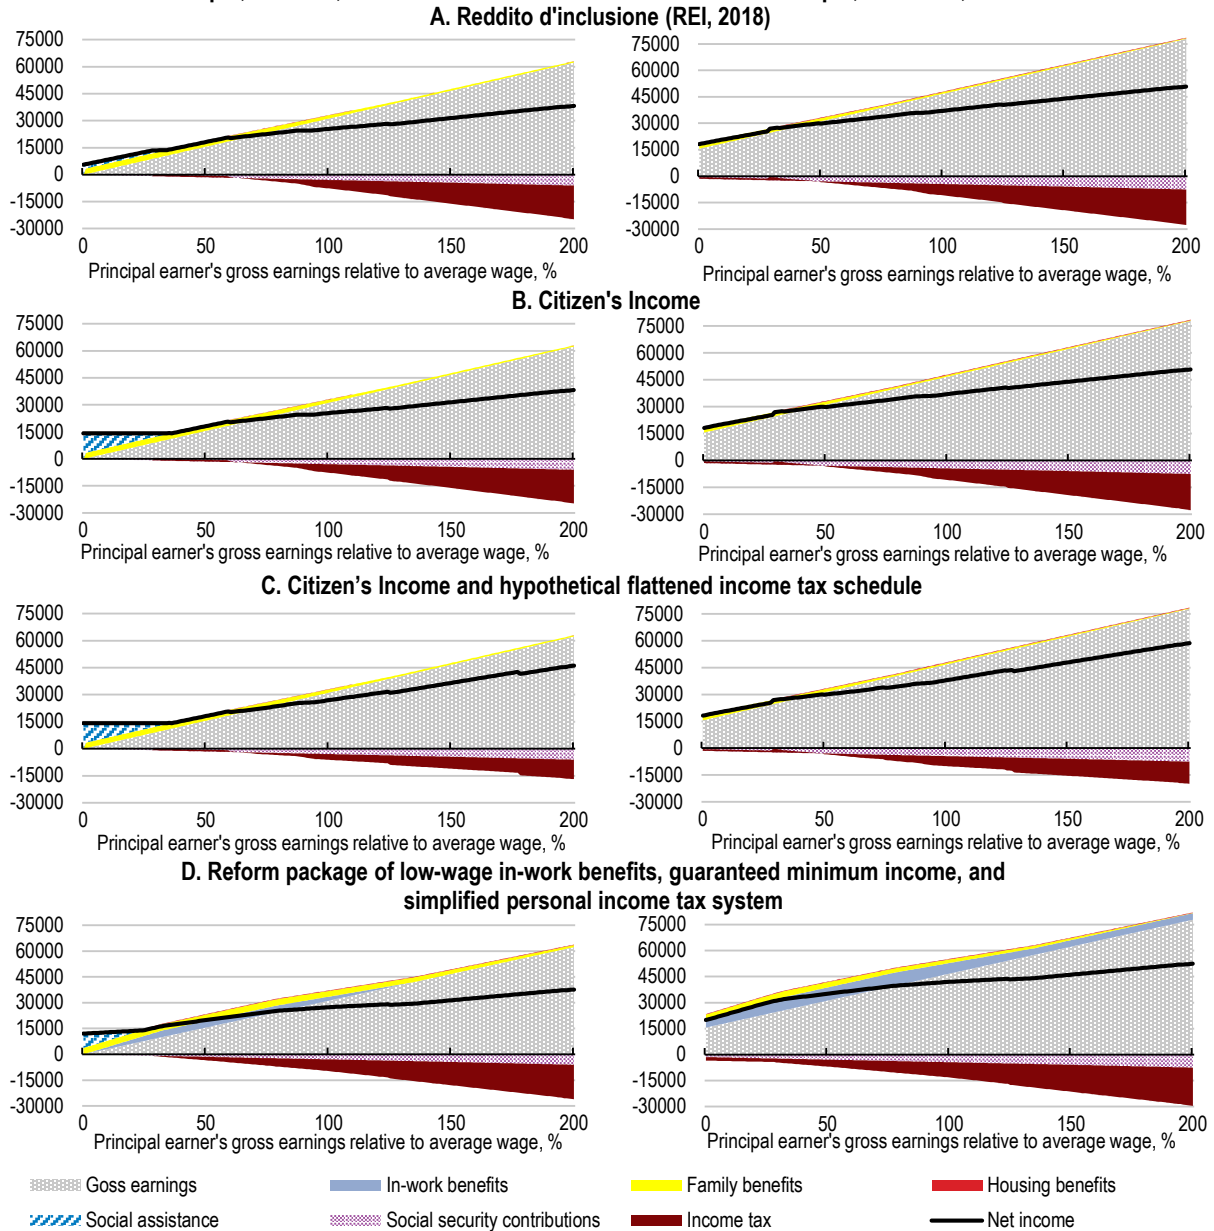 A. Reddito d'inclusione (REI, 2018)
75000 75000
60000 60000
45000 45000
30000 30000
15000 15000
0 0
-15000 -15000
-30000 -30000
0 50 100 150 200 0 50 100 150 200
Principal earner's gross earnings relative to average wage, % Principal earner's gross earnings relative to average wage, %
B. Citizen's Income
75000 75000
60000 60000
45000 45000
30000 30000
15000 15000
0 0
-15000 -15000
-30000 -30000
0 50 100 150 200 0 50 100 150 200
Principal earner's gross earnings relative to average wage, % Principal earner's gross earnings relative to average wage, %
C. Citizen’s Income and hypothetical flattened income tax schedule
75000 75000
60000 60000
45000 45000
30000 30000
15000 15000
0 0
-15000 -15000
-30000 -30000
0 50 100 150 200 0 50 100 150 200
Principal earner's gross earnings relative to average wage, % Principal earner's gross earnings relative to average wage, %
D. Reform package of low-wage in-work benefits, guaranteed minimum income, and
simplified personal income tax system
75000 75000
60000 60000
45000 45000
30000 30000
15000 15000
0 0
-15000 -15000
-30000 -30000
0 50 100 150 200 0 50 100 150 200
Principal earner's gross earnings relative to average wage, % Principal earner's gross earnings relative to average wage, %
Goss earnings In-work benefits Family benefits Housing benefits
Social assistance Social security contributions Income tax Net income